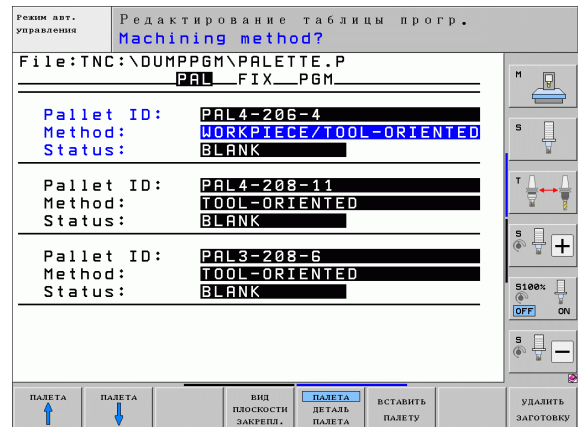 Режим авт.
управления
Редактирование таблицы прогр.
Machining method?
File:TNC:\DUMPPGM\PALETTE.P
PAL FIX PGM
Pallet ID: PAL4-206-4
Method: WORKPIECE/TOOL-ORIENTED
Status: BLANK
Pallet ID: PAL4-208-11
Method: TOOL-ORIENTED
Status: BLANK
Pallet ID: PAL3-208-6
Method: TOOL-ORIENTED
Status: BLANK
M
S
T
S
S100%
OFF ON
S
ПАЛЕТА
ПАЛЕТА
ВИД
ПЛОСКОСТИ
ЗАКРЕПЛ.
ПАЛЕТА
ДЕТАЛЬ
ПАЛЕТА
ВСТАВИТЬ
ПАЛЕТУ
УДАЛИТЬ
ЗАГОТОВКУ